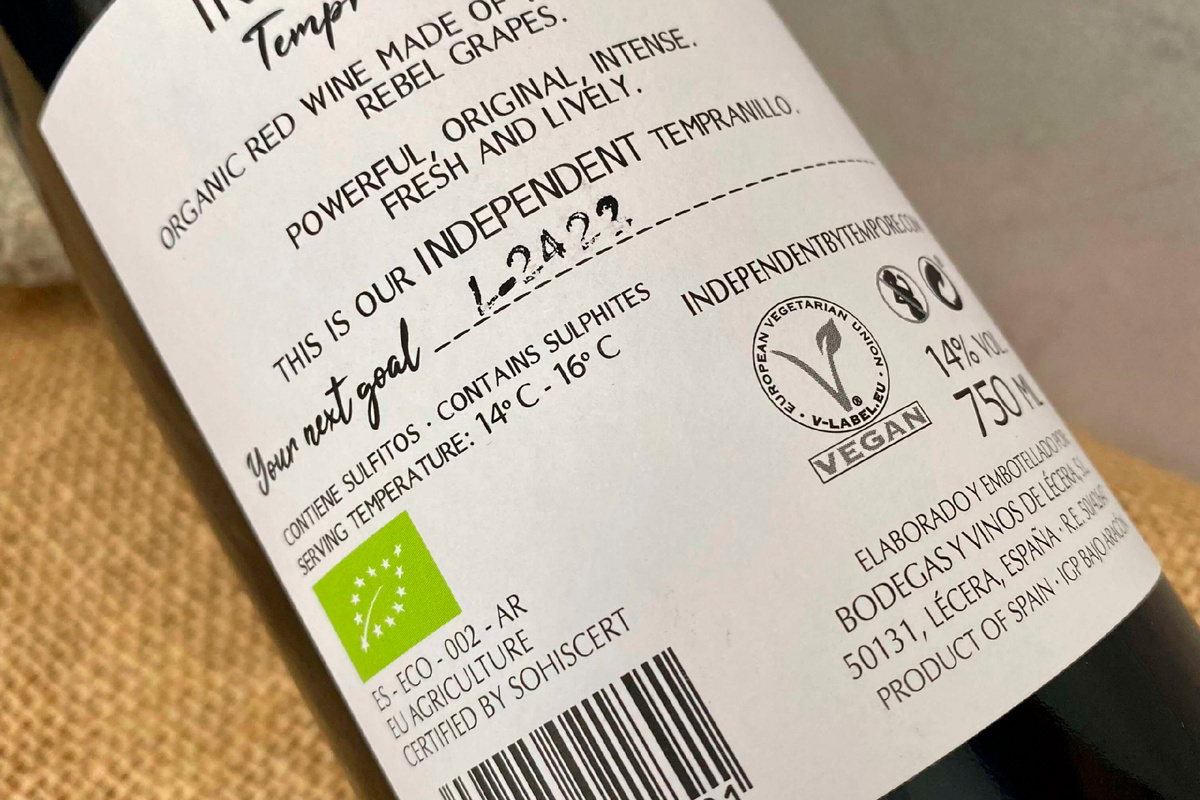 Tempr
ORGANIC RED WINE MADE OF
REBEL GRAPES.
POWERFUL, ORIGINAL, INTENSE.
FRESH AND LIVELY.
THIS IS OUR INDEPENDENT TEMPRANILLO.
L-2422
Your next goal
CONTIENE SULFITOS · CONTAINS SULPHITES
SERVING TEMPERATURE: 14º C - 16º C
ES - ECO - 002 - AR
EU AGRICULTURE
CERTIFIED BY SOHISCERT
INDEPENDENTBYTEMPORE.COM
EUROPEAN VEGETARIAN UNION
· V-LABEL.EU ·
®
VEGAN
14% VOL.
750 ML
ELABORADO Y EMBOTELLADO POR:
BODEGAS Y VINOS DE LÉCERA, S.L.
50131, LÉCERA, ESPAÑA · R.E.
PRODUCT OF SPAIN · IGP BAJO ARAGÓN